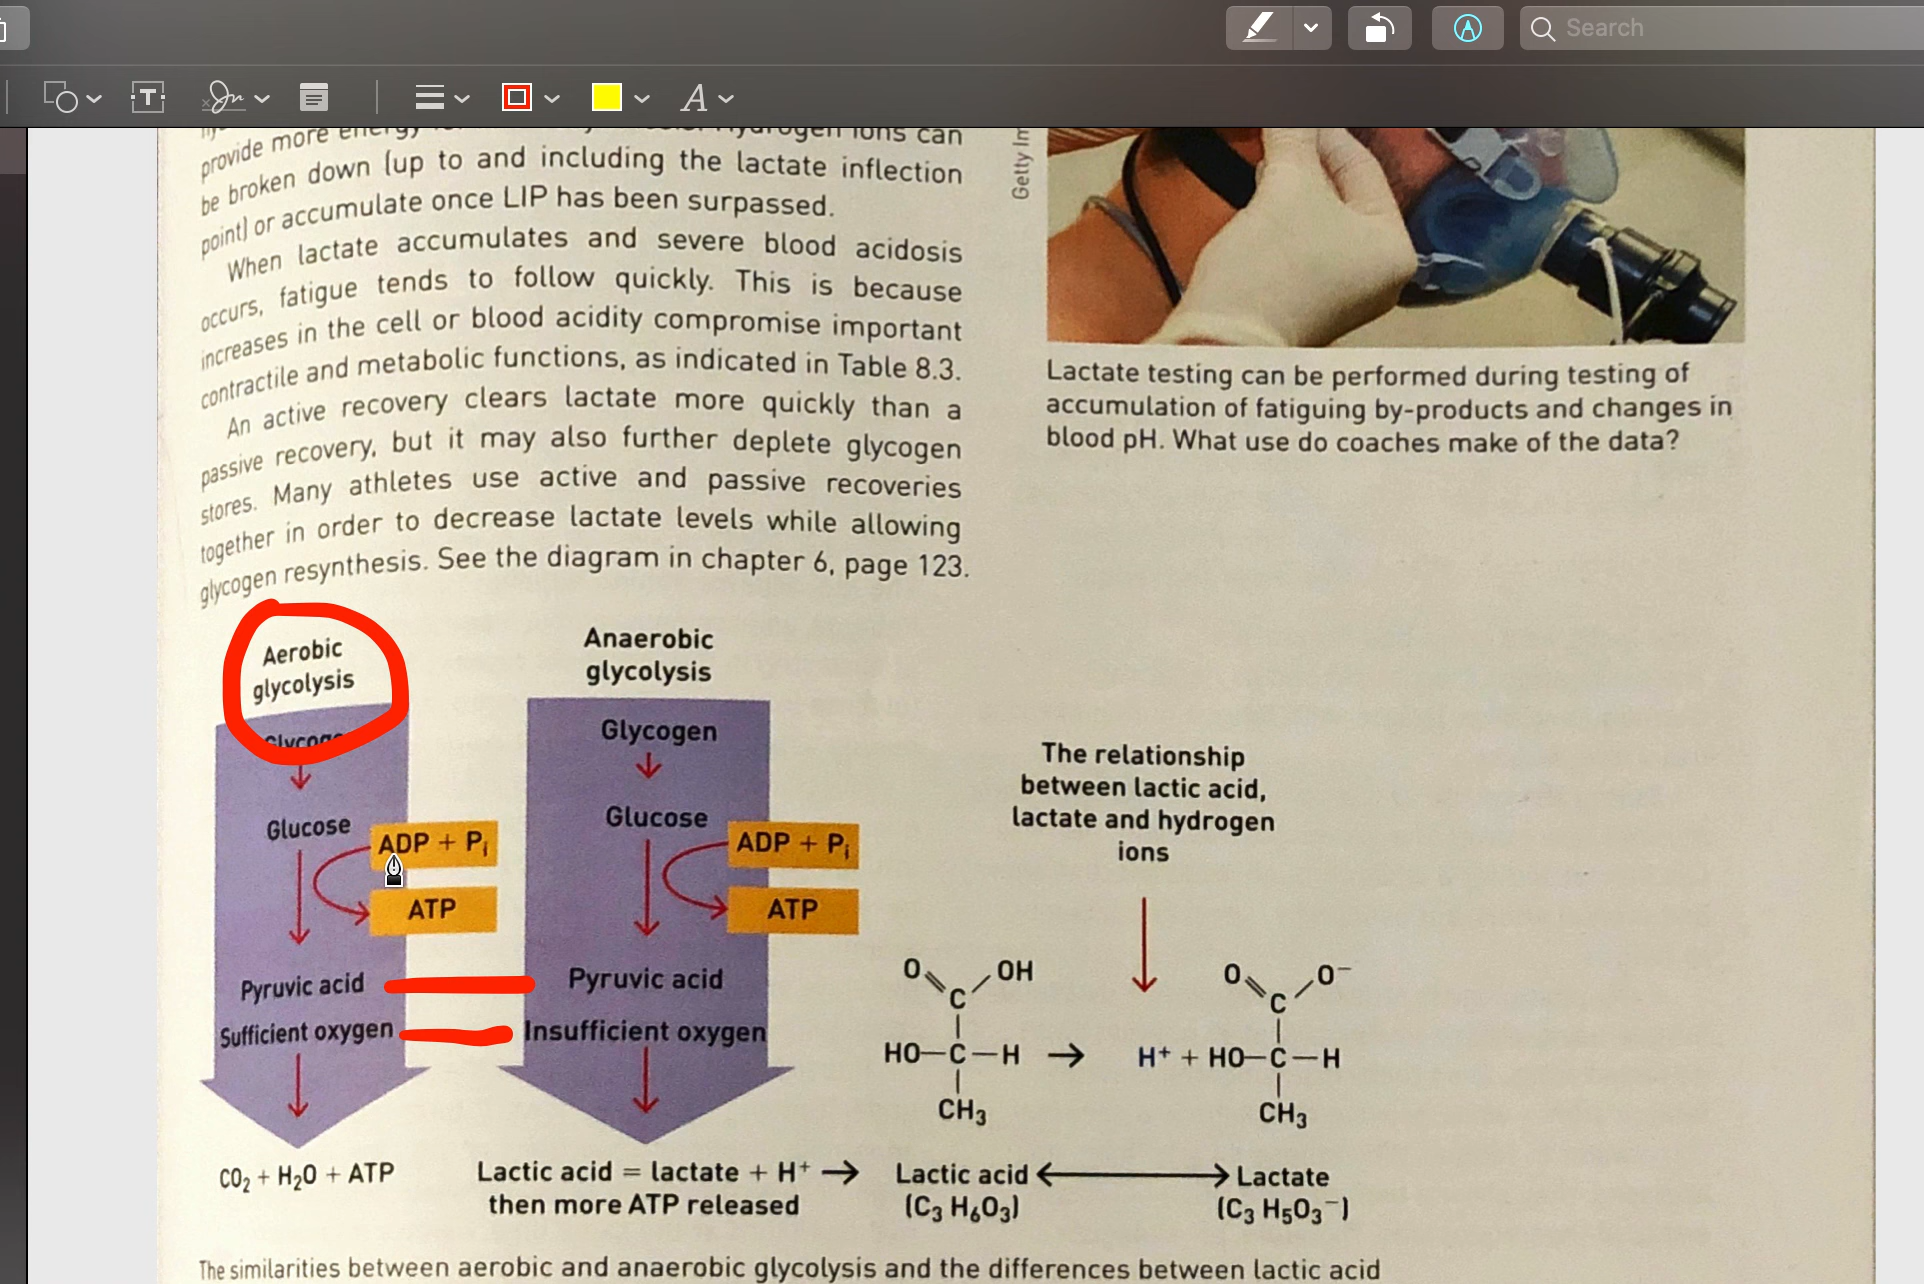 Search
T
A
provide more energy
ions can
be broken down (up to and including the lactate inflection
point) or accumulate once LIP has been surpassed.
When lactate accumulates and severe blood acidosis
occurs, fatigue tends to follow quickly. This is because
increases in the cell or blood acidity compromise important
contractile and metabolic functions, as indicated in Table 8.3.
An active recovery clears lactate more quickly than a
passive recovery, but it may also further deplete glycogen
stores. Many athletes use active and passive recoveries
together in order to decrease lactate levels while allowing
glycogen resynthesis. See the diagram in chapter 6, page 123.
Getty Im
Lactate testing can be performed during testing of
accumulation of fatiguing by-products and changes in
blood pH. What use do coaches make of the data?
Aerobic
glycolysis
Glucose
ADP + Pi
ATP
Pyruvic acid
Sufficient oxygen
CO2 + H2O + ATP
Anaerobic
glycolysis
Glycogen
Glucose
ADP + Pi
ATP
Pyruvic acid
Insufficient oxygen
Lactic acid = lactate + H+ →
then more ATP released
The relationship
between lactic acid,
lactate and hydrogen
ions
O OH
C
HO—C—H →
CH3
Lactic acid ⟷ Lactate
(C3 H6O3)
O O−
C
H+ + HO—C—H
CH3
(C3 H5O3−)
The similarities between aerobic and anaerobic glycolysis and the differences between lactic acid